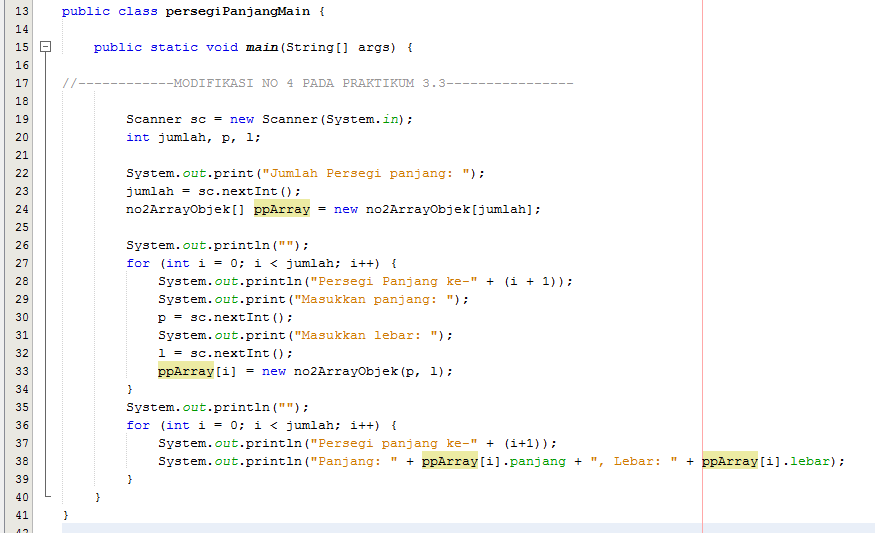 13 public class persegiPanjangMain {
14
15     public static void main(String[] args) {
16
17 //------------MODIFIKASI NO 4 PADA PRAKTIKUM 3.3----------------
18
19         Scanner sc = new Scanner(System.in);
20         int jumlah, p, l;
21
22         System.out.print("Jumlah Persegi panjang: ");
23         jumlah = sc.nextInt();
24         no2ArrayObjek[] ppArray = new no2ArrayObjek[jumlah];
25
26         System.out.println("");
27         for (int i = 0; i < jumlah; i++) {
28             System.out.println("Persegi Panjang ke-" + (i + 1));
29             System.out.print("Masukkan panjang: ");
30             p = sc.nextInt();
31             System.out.print("Masukkan lebar: ");
32             l = sc.nextInt();
33             ppArray[i] = new no2ArrayObjek(p, l);
34         }
35         System.out.println("");
36         for (int i = 0; i < jumlah; i++) {
37             System.out.println("Persegi panjang ke-" + (i+1));
38             System.out.println("Panjang: " + ppArray[i].panjang + ", Lebar: " + ppArray[i].lebar);
39         }
40     }
41 }